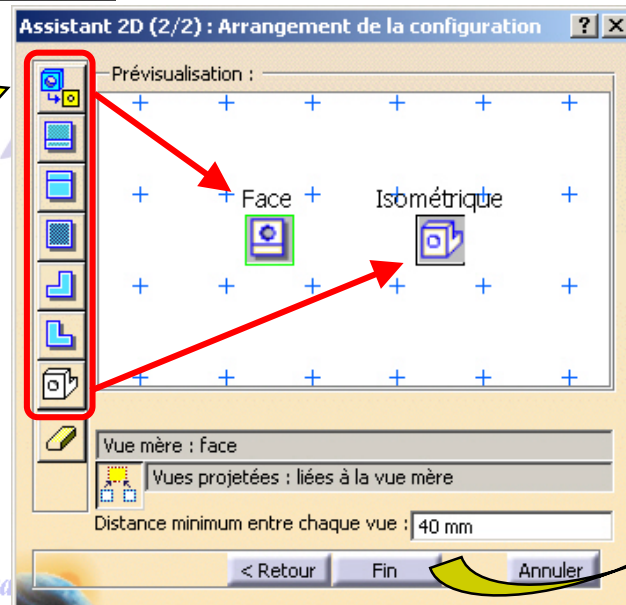 Assistant 2D (2/2) : Arrangement de la configuration
Prévisualisation :
Face
Isométrique
Vue mère : face
Vues projetées : liées à la vue mère
Distance minimum entre chaque vue : 40 mm
< Retour
Fin
Annuler